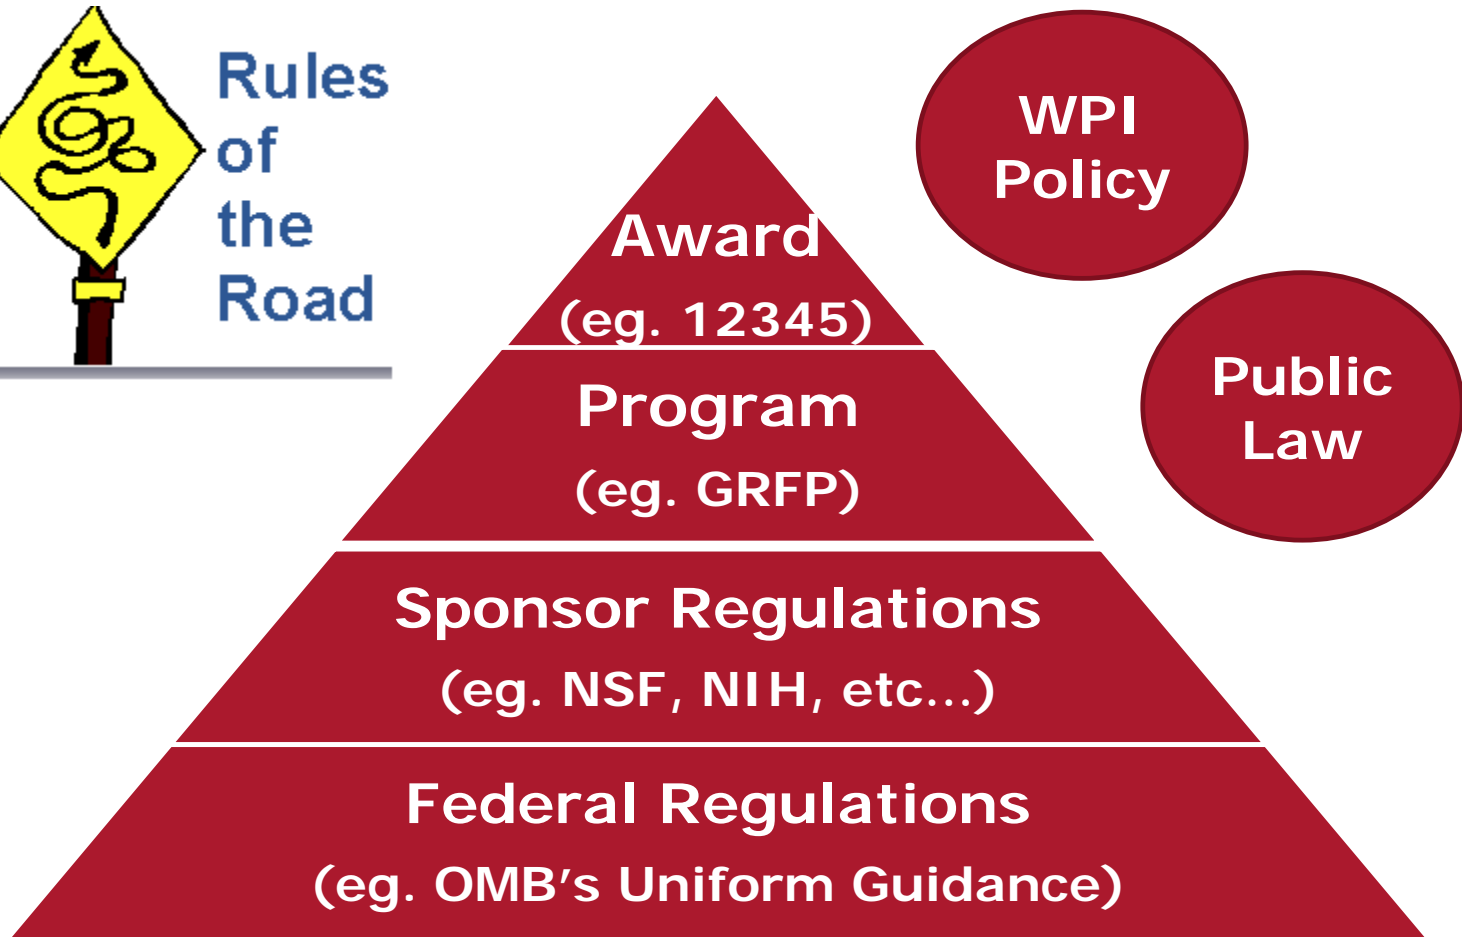 Rules
of
the
Road
WPI
Policy
Public
Law
Award
(eg. 12345)
Program
(eg. GRFP)
Sponsor Regulations
(eg. NSF, NIH, etc...)
Federal Regulations
(eg. OMB’s Uniform Guidance)